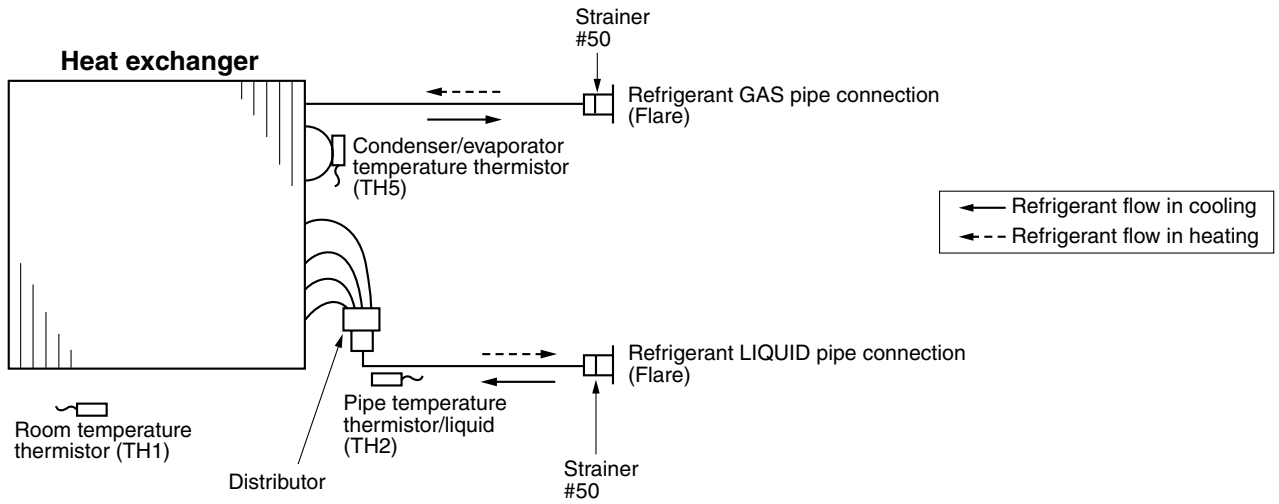 Strainer
#50
Heat exchanger
Refrigerant GAS pipe connection
(Flare)
Condenser/evaporator
temperature thermistor
(TH5)
Refrigerant flow in cooling
Refrigerant flow in heating
Refrigerant LIQUID pipe connection
(Flare)
Pipe temperature
thermistor/liquid
(TH2)
Room temperature
thermistor (TH1)
Distributor
Strainer
#50